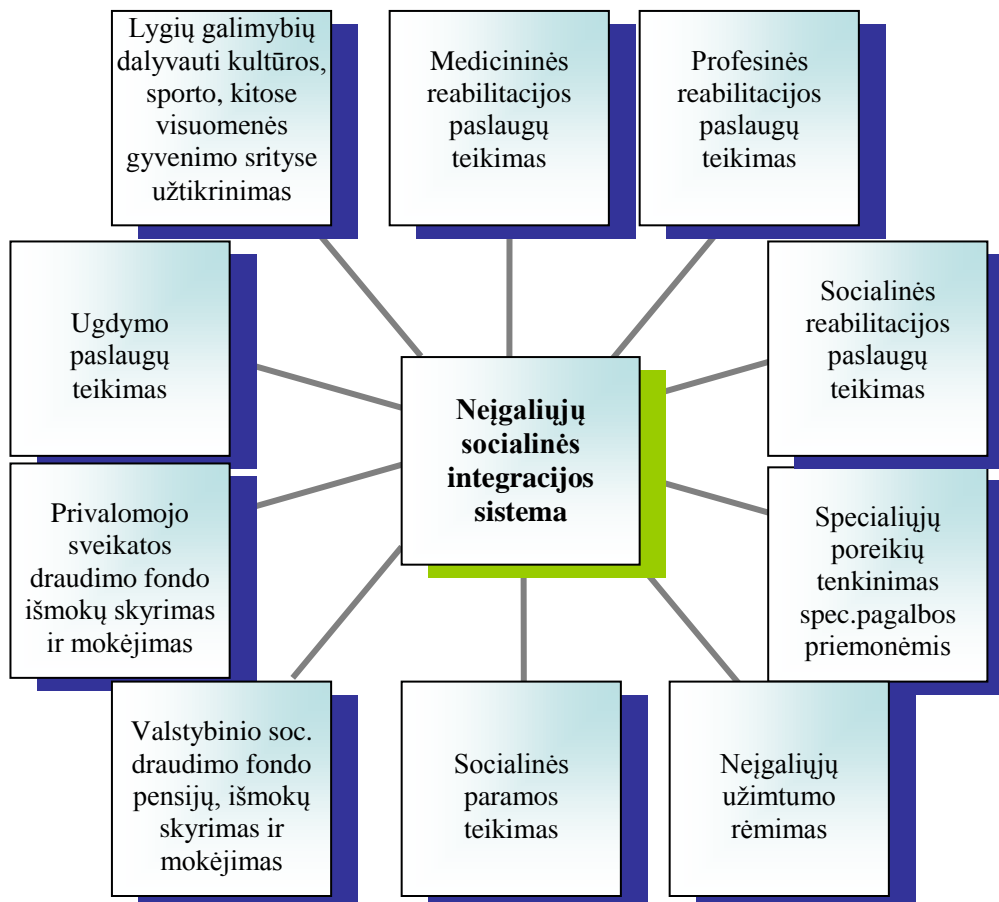 Lygių galimybių
dalyvauti kultūros,
sporto, kitose
visuomenės
gyvenimo srityse
užtikrinimas
Medicininės
reabilitacijos
paslaugų
teikimas
Profesinės
reabilitacijos
paslaugų
teikimas
Ugdymo
paslaugų
teikimas
Socialinės
reabilitacijos
paslaugų
teikimas
Neįgaliųjų
socialinės
integracijos
sistema
Privalomojo
sveikatos
draudimo fondo
išmokų skyrimas
ir mokėjimas
Specialiųjų
poreikių
tenkinimas
spec.pagalbos
priemonėmis
Valstybinio soc.
draudimo fondo
pensijų, išmokų
skyrimas ir
mokėjimas
Socialinės
paramos
teikimas
Neįgaliųjų
užimtumo
rėmimas